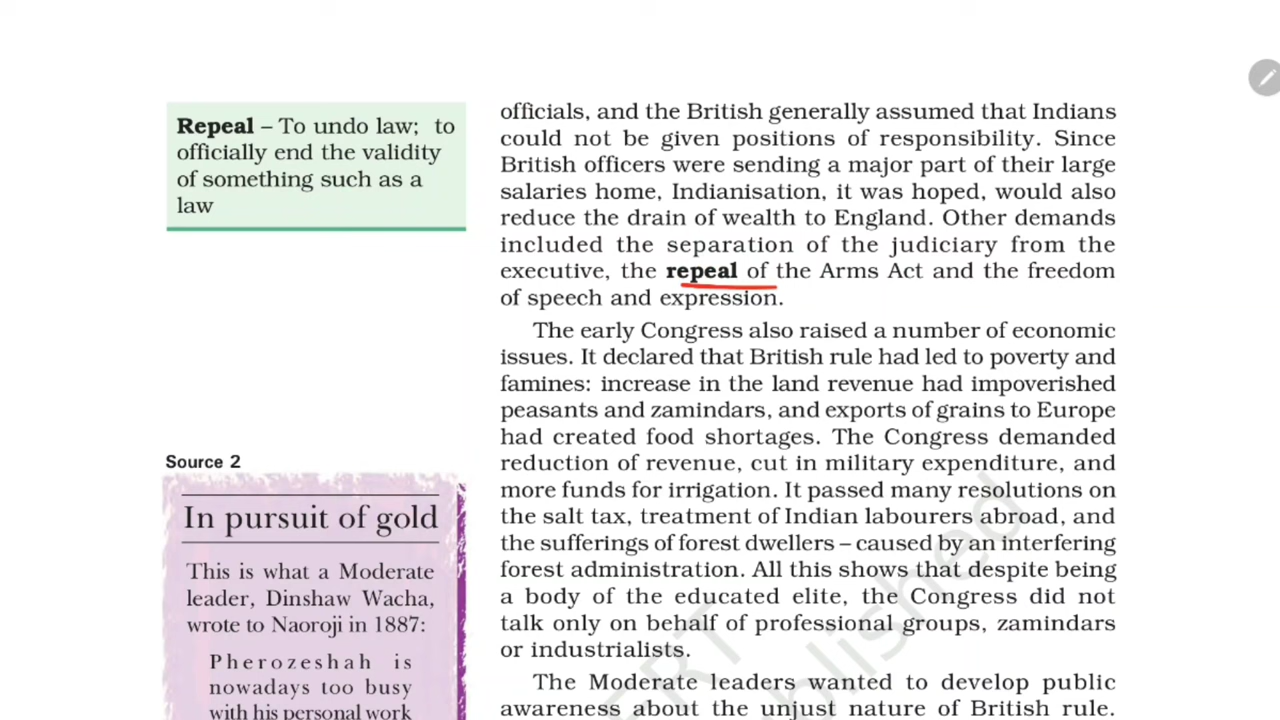 Repeal – To undo law; to
officially end the validity
of something such as a
law
Source 2
In pursuit of gold
This is what a Moderate
leader, Dinshaw Wacha,
wrote to Naoroji in 1887:
Pherozeshah is
nowadays too busy
with his personal work
officials, and the British generally assumed that Indians
could not be given positions of responsibility. Since
British officers were sending a major part of their large
salaries home, Indianisation, it was hoped, would also
reduce the drain of wealth to England. Other demands
included the separation of the judiciary from the
executive, the repeal of the Arms Act and the freedom
of speech and expression.
The early Congress also raised a number of economic
issues. It declared that British rule had led to poverty and
famines: increase in the land revenue had impoverished
peasants and zamindars, and exports of grains to Europe
had created food shortages. The Congress demanded
reduction of revenue, cut in military expenditure, and
more funds for irrigation. It passed many resolutions on
the salt tax, treatment of Indian labourers abroad, and
the sufferings of forest dwellers – caused by an interfering
forest administration. All this shows that despite being
a body of the educated elite, the Congress did not
talk only on behalf of professional groups, zamindars
or industrialists.
The Moderate leaders wanted to develop public
awareness about the unjust nature of British rule.